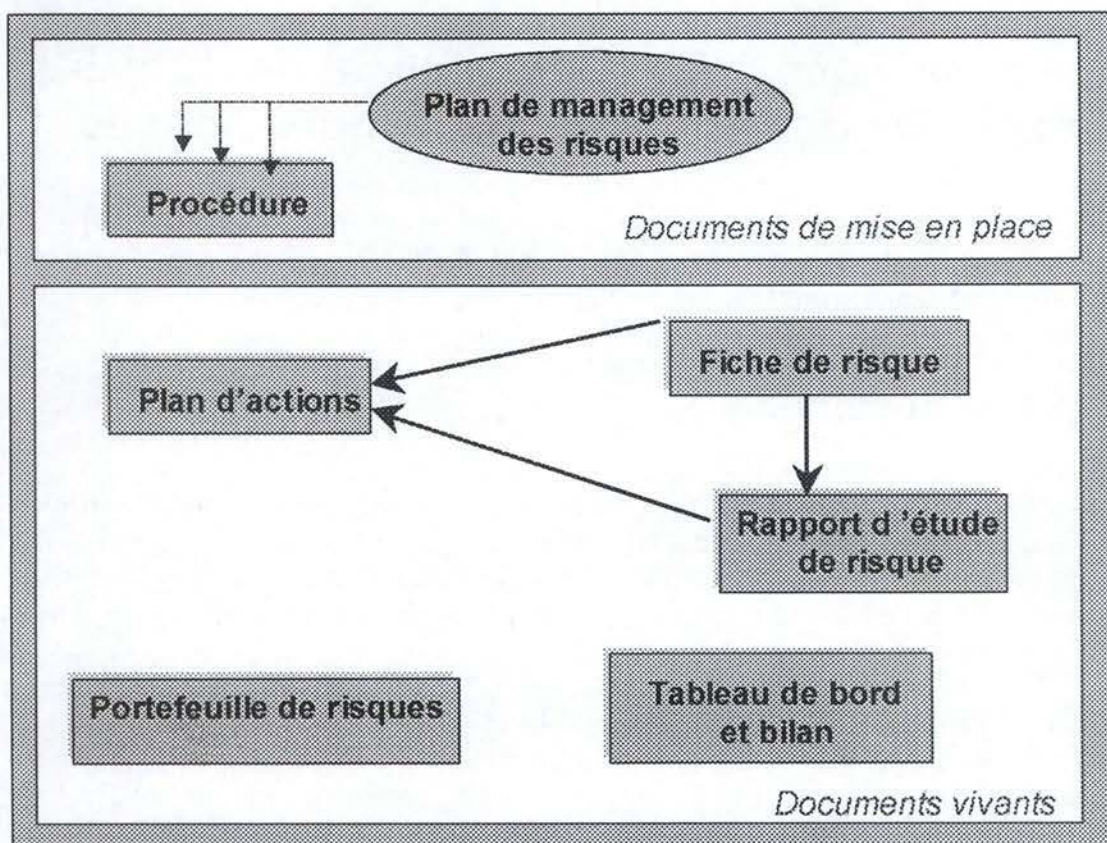 Plan de management
des risques
Procédure
Documents de mise en place
Fiche de risque
Plan d'actions
Rapport d 'étude
de risque
Portefeuille de risques
Tableau de bord
et bilan
Documents vivants